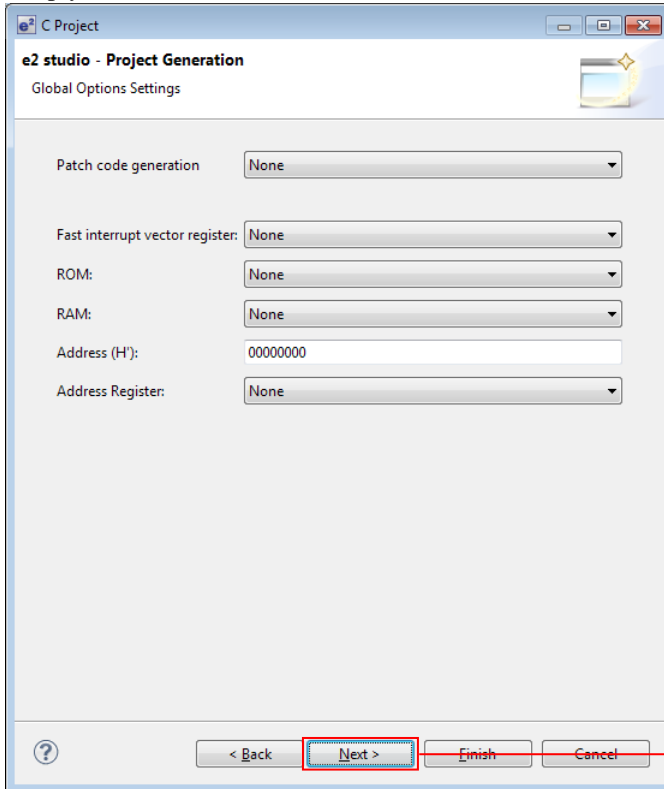 e² C Project
e2 studio - Project Generation
Global Options Settings
Patch code generation None
Fast interrupt vector register: None
ROM: None
RAM: None
Address (H'): 00000000
Address Register: None
? < Back Next > Finish Cancel